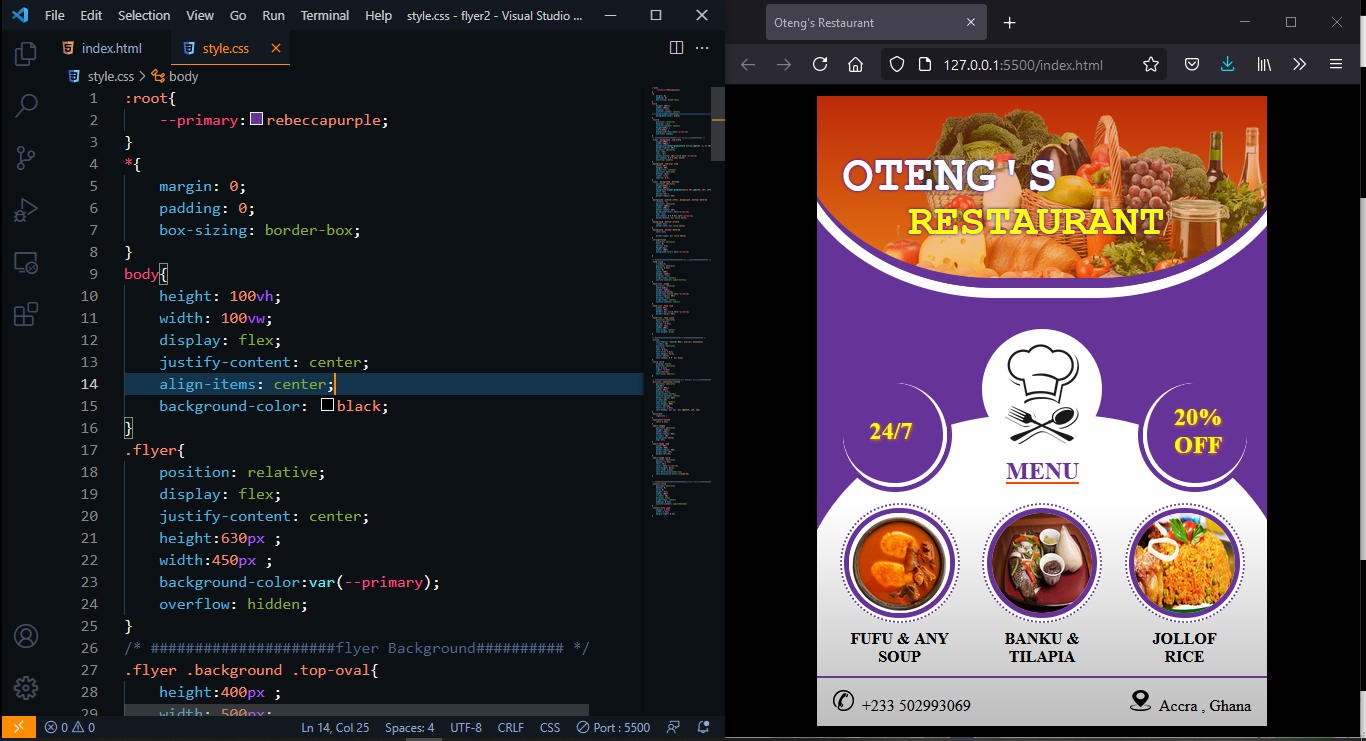 File Edit Selection View Go Run Terminal Help style.css - flyer2 - Visual Studio ...
index.html style.css
style.css > body
1 :root{
2 --primary:rebeccapurple;
3 }
4 *{
5 margin: 0;
6 padding: 0;
7 box-sizing: border-box;
8 }
9 body{
10 height: 100vh;
11 width: 100vw;
12 display: flex;
13 justify-content: center;
14 align-items: center;
15 background-color: black;
16 }
17 .flyer{
18 position: relative;
19 display: flex;
20 justify-content: center;
21 height:630px ;
22 width:450px ;
23 background-color:var(--primary);
24 overflow: hidden;
25 }
26 /* #####################flyer Background########## */
27 .flyer .background .top-oval{
28 height:400px ;
29 width: 500px;
0 0 Ln 14, Col 25 Spaces: 4 UTF-8 CRLF CSS Port : 5500
Oteng's Restaurant
127.0.0.1:5500/index.html
OTENG'S
RESTAURANT
24/7
20%
OFF
MENU
FUFU & ANY
SOUP
BANKU &
TILAPIA
JOLLOF
RICE
+233 502993069
Accra , Ghana